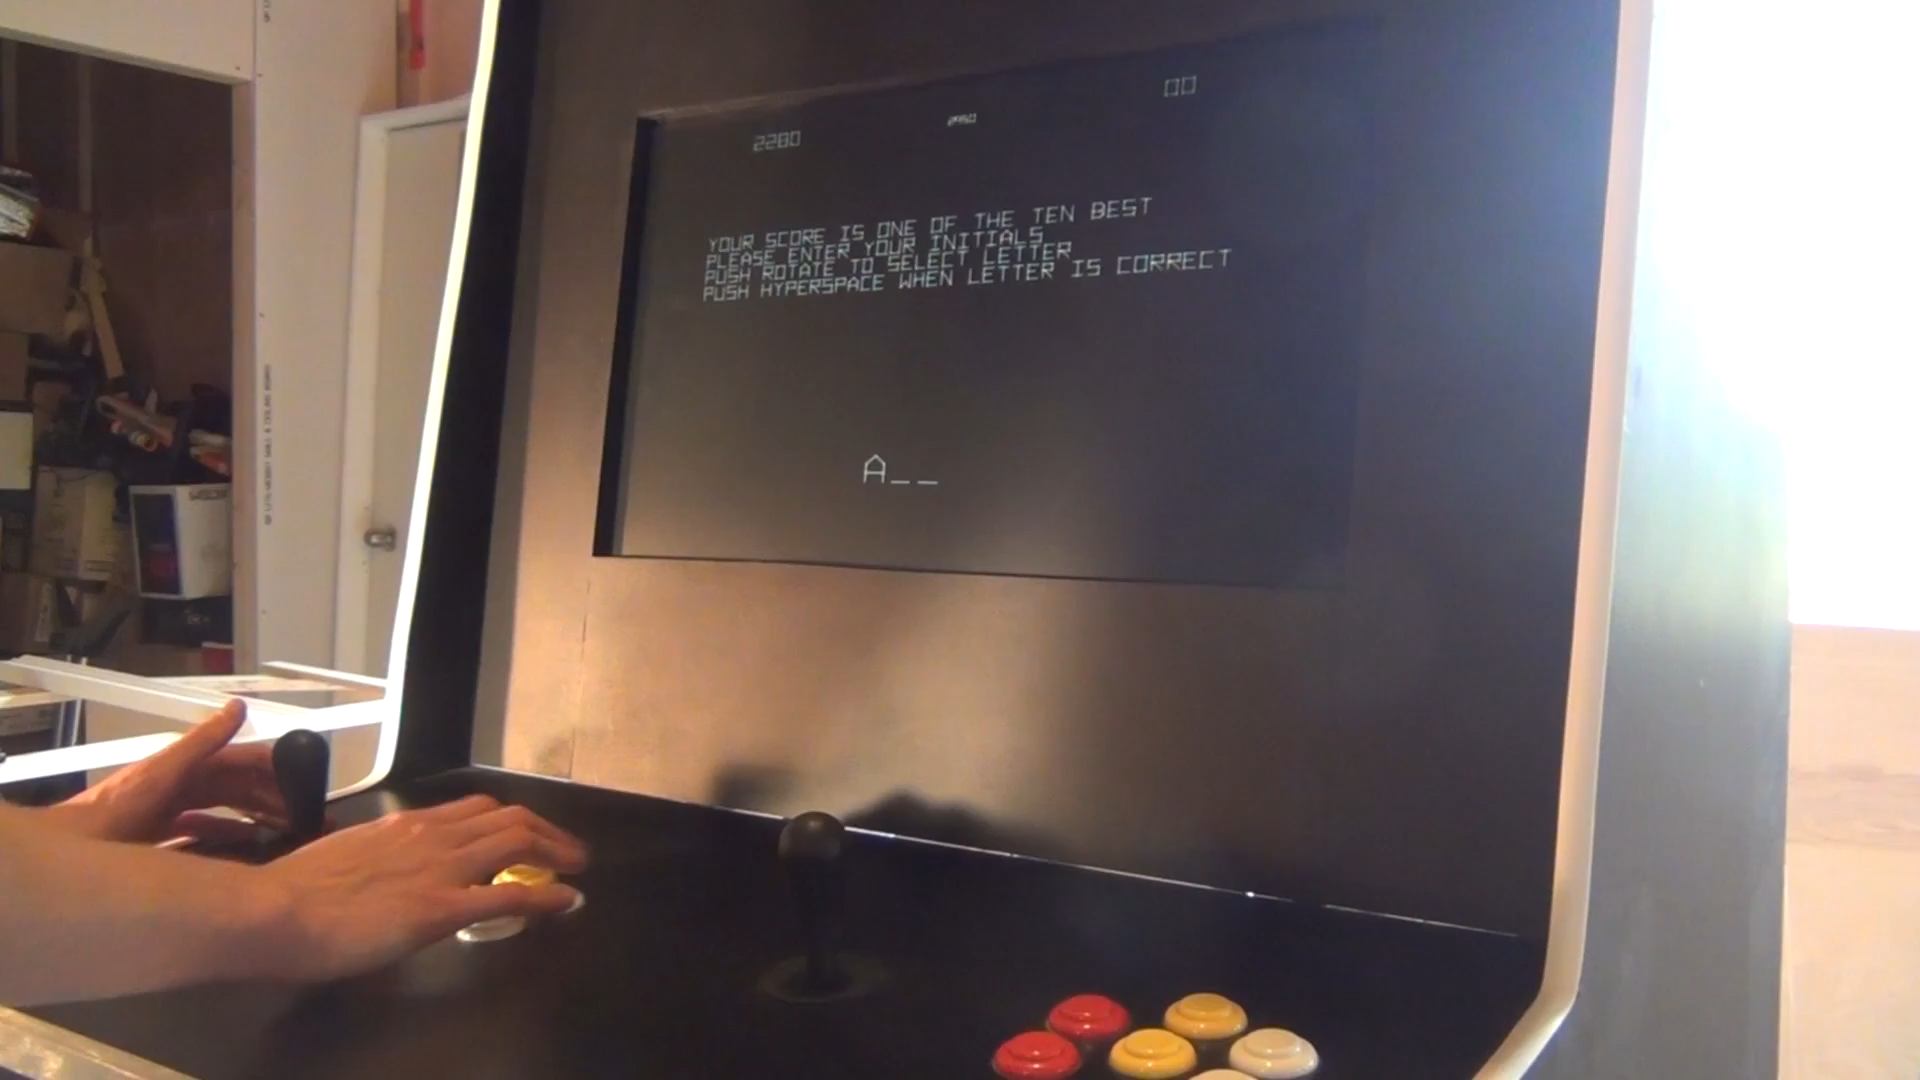 2280
00
YOUR SCORE IS ONE OF THE TEN BEST
PLEASE ENTER YOUR INITIALS
PUSH ROTATE TO SELECT LETTER
PUSH HYPERSPACE WHEN LETTER IS CORRECT
A _ _